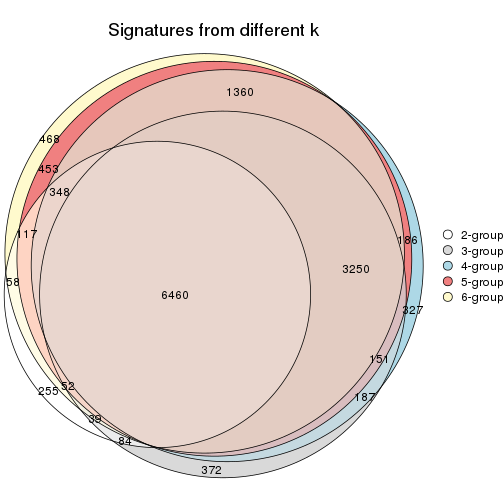 Signatures from different k
1360
468
453
348
117
186
2-group
3-group
4-group
5-group
6-group
3250
58
6460
327
151
52
255
187
39
84
372